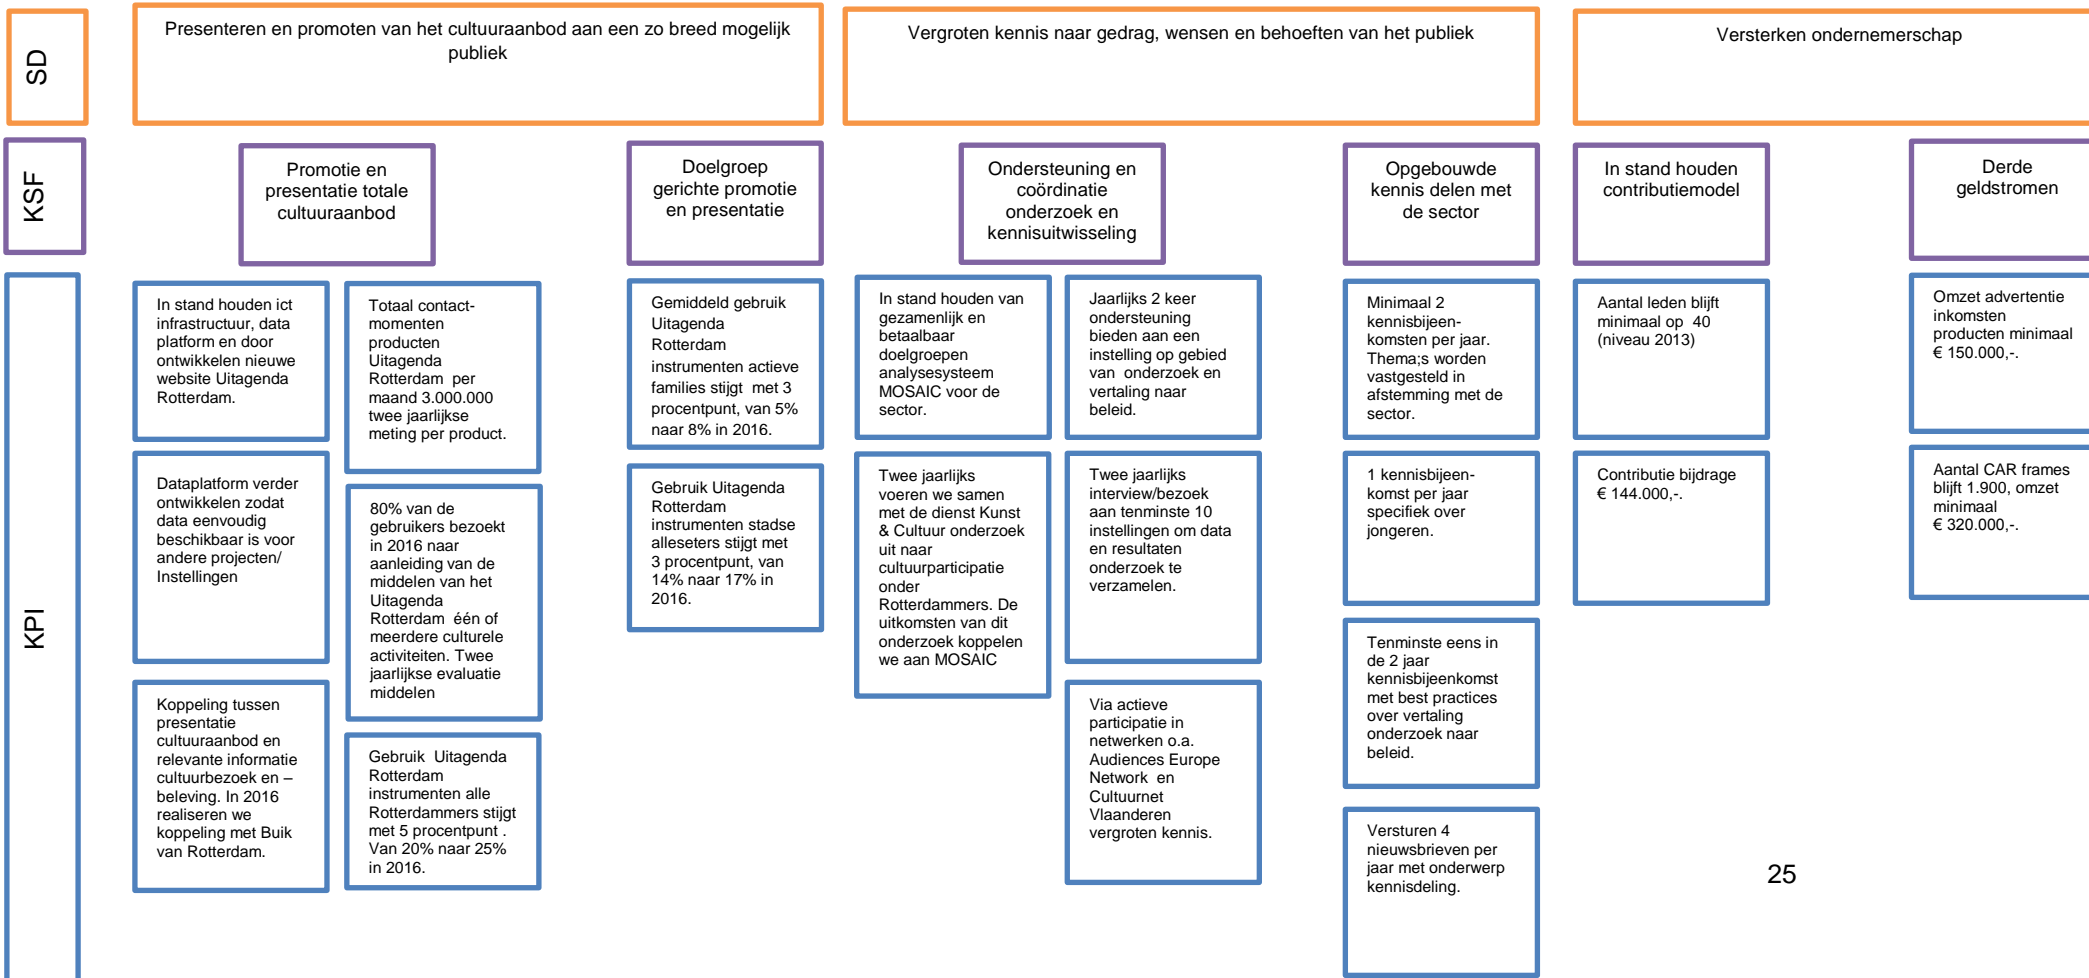 SD
Presenteren en promoten van het cultuuraanbod aan een zo breed mogelijk
publiek
Vergroten kennis naar gedrag, wensen en behoeften van het publiek
Versterken ondernemerschap
KSF
Promotie en
presentatie totale
cultuuraanbod
Doelgroep
gerichte promotie
en presentatie
Ondersteuning en
coördinatie
onderzoek en
kennisuitwisseling
Opgebouwde
kennis delen met
de sector
In stand houden
contributiemodel
Derde
geldstromen
KPI
In stand houden ict
infrastructuur, data
platform en door
ontwikkelen nieuwe
website Uitagenda
Rotterdam.
Dataplatform verder
ontwikkelen zodat
data eenvoudig
beschikbaar is voor
andere projecten/
Instellingen
Koppeling tussen
presentatie
cultuuraanbod en
relevante informatie
cultuurbezoek en –
beleving. In 2016
realiseren we
koppeling met Buik
van Rotterdam.
Totaal contact-
momenten
producten
Uitagenda
Rotterdam  per
maand 3.000.000
twee jaarlijkse
meting per product.
80% van de
gebruikers bezoekt
in 2016 naar
aanleiding van de
middelen van het
Uitagenda
Rotterdam  één of
meerdere culturele
activiteiten. Twee
jaarlijkse evaluatie
middelen
Gebruik  Uitagenda
Rotterdam
instrumenten alle
Rotterdammers stijgt
met 5 procentpunt .
Van 20% naar 25%
in 2016.
Gemiddeld gebruik
Uitagenda
Rotterdam
instrumenten actieve
families stijgt  met 3
procentpunt, van 5%
naar 8% in 2016.
Gebruik Uitagenda
Rotterdam
instrumenten stadse
alleseters stijgt met
3 procentpunt, van
14% naar 17% in
2016.
In stand houden van
gezamenlijk en
betaalbaar
doelgroepen
analysesysteem
MOSAIC voor de
sector.
Twee jaarlijks
voeren we samen
met de dienst Kunst
& Cultuur onderzoek
uit naar
cultuurparticipatie
onder
Rotterdammers. De
uitkomsten van dit
onderzoek koppelen
we aan MOSAIC
Jaarlijks 2 keer
ondersteuning
bieden aan een
instelling op gebied
van  onderzoek en
vertaling naar
beleid.
Twee jaarlijks
interview/bezoek
aan tenminste 10
instellingen om data
en resultaten
onderzoek te
verzamelen.
Via actieve
participatie in
netwerken o.a.
Audiences Europe
Network  en
Cultuurnet
Vlaanderen
vergroten kennis.
Minimaal 2
kennisbijeen-
komsten per jaar.
Thema;s worden
vastgesteld in
afstemming met de
sector.
1 kennisbijeen-
komst per jaar
specifiek over
jongeren.
Tenminste eens in
de 2 jaar
kennisbijeenkomst
met best practices
over vertaling
onderzoek naar
beleid.
Versturen 4
nieuwsbrieven per
jaar met onderwerp
kennisdeling.
Aantal leden blijft
minimaal op  40
(niveau 2013)
Contributie bijdrage
€ 144.000,-.
Omzet advertentie
inkomsten
producten minimaal
€ 150.000,-.
Aantal CAR frames
blijft 1.900, omzet
minimaal
€ 320.000,-.
25